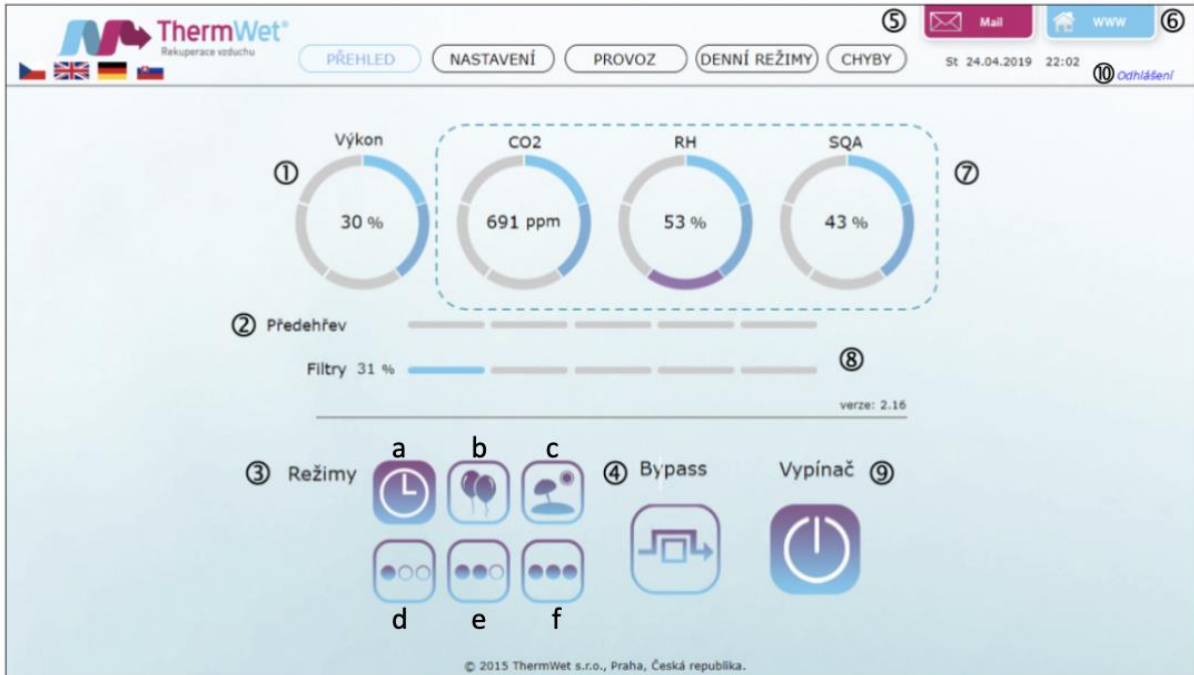 ⑤ Mail WWW ⑥
ThermWet®
Rekuperace vzduchu
PŘEHLED NASTAVENÍ PROVOZ DENNÍ REŽIMY CHYBY St 24.04.2019 22:02
⑩ Odhlášení
Výkon CO2 RH SQA
① ⑦
30 % 691 ppm 53 % 43 %
② Předehřev
Filtry 31 % ⑧
verze: 2.16
a b c
③ Režimy ④ Bypass Vypínač ⑨
d e f
© 2015 ThermWet s.r.o., Praha, Česká republika.